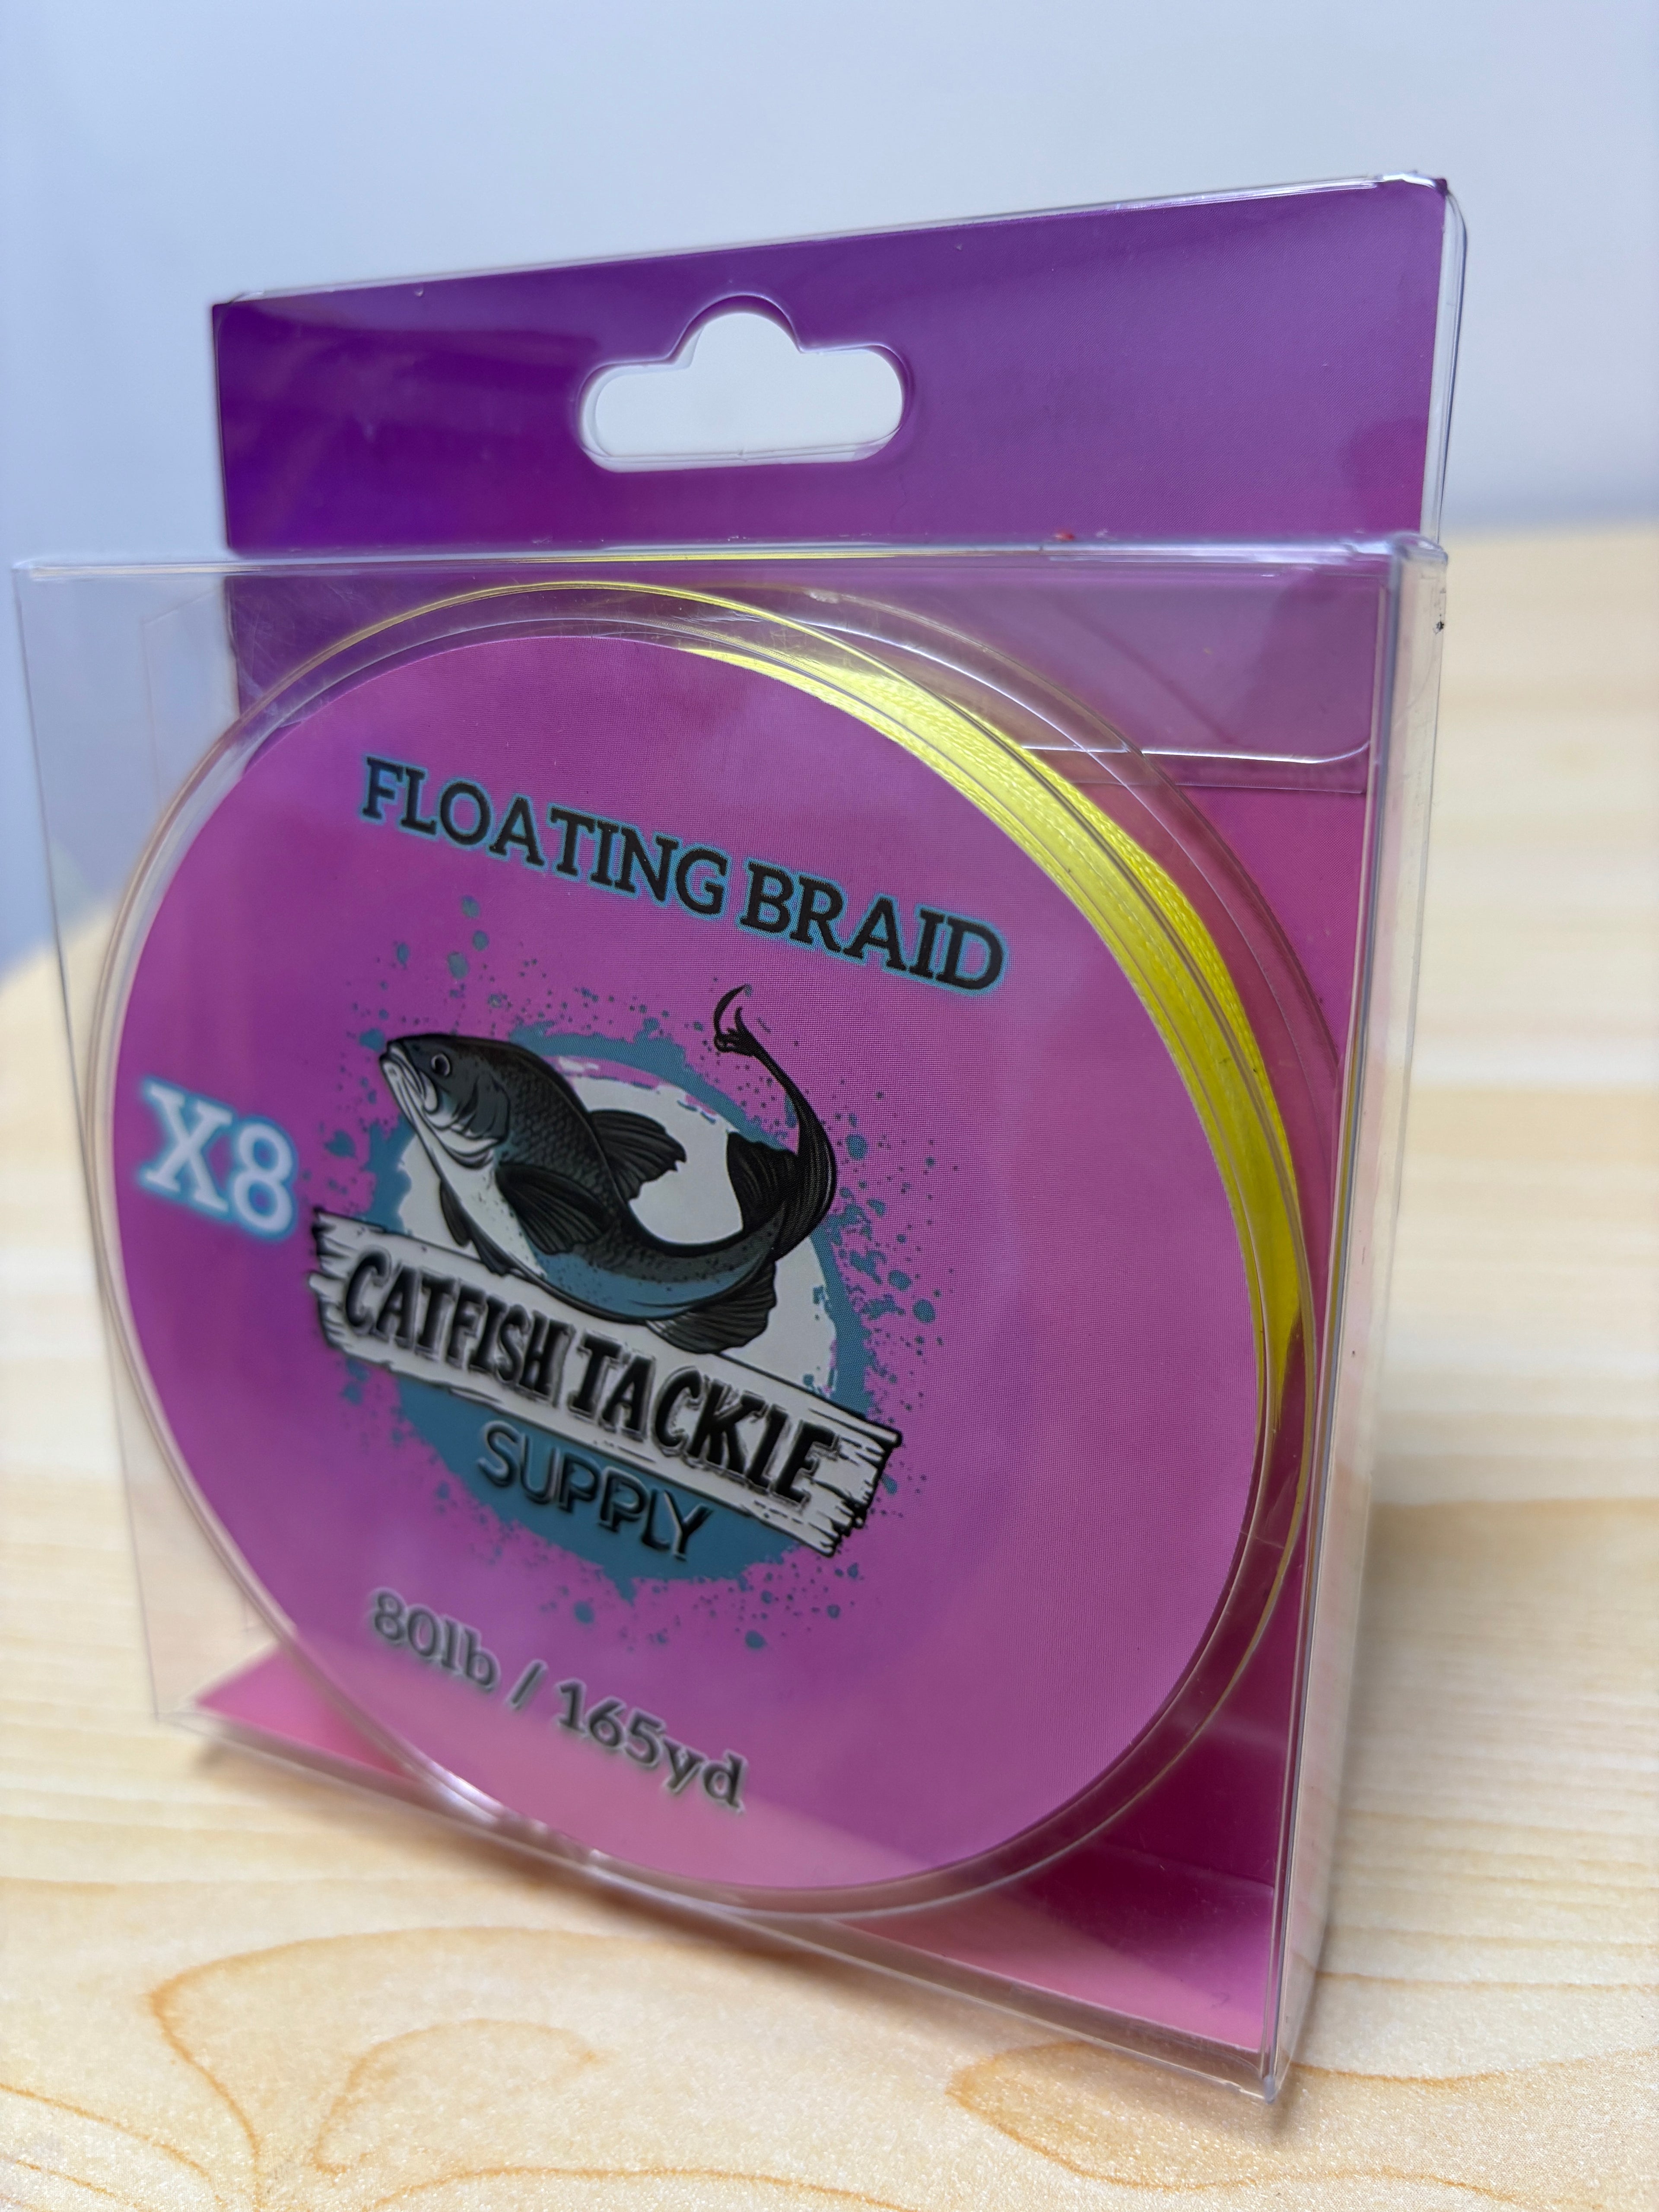 FLOATING BRAID
X8
CATFISH TACKLE
SUPPLY
80lb / 165yd